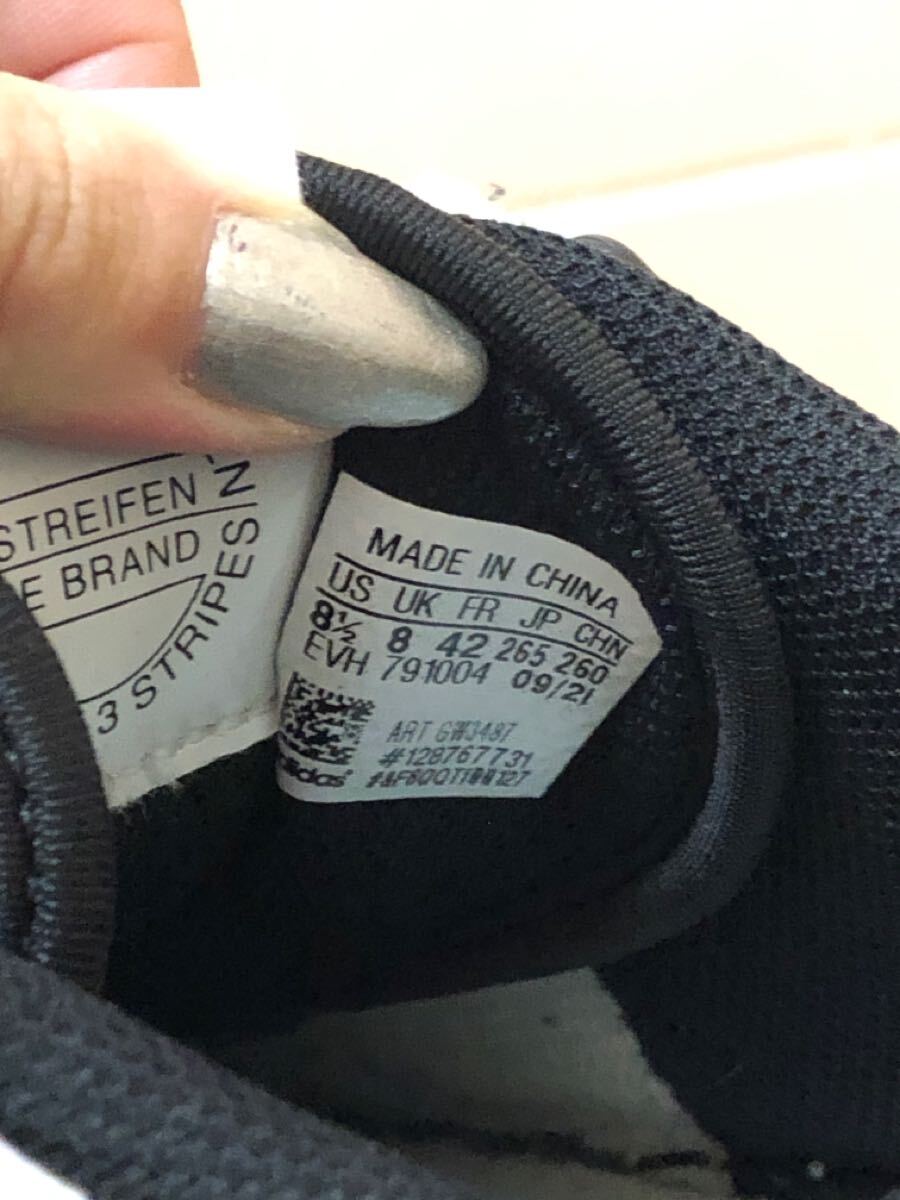 STREIFEN
E BRAND
3 STRIPES
MADE IN CHINA
US UK FR JP CHN
8½ 8 42 265 260
EVH 791004 09/21
ART GW3487
#128767731
adidas